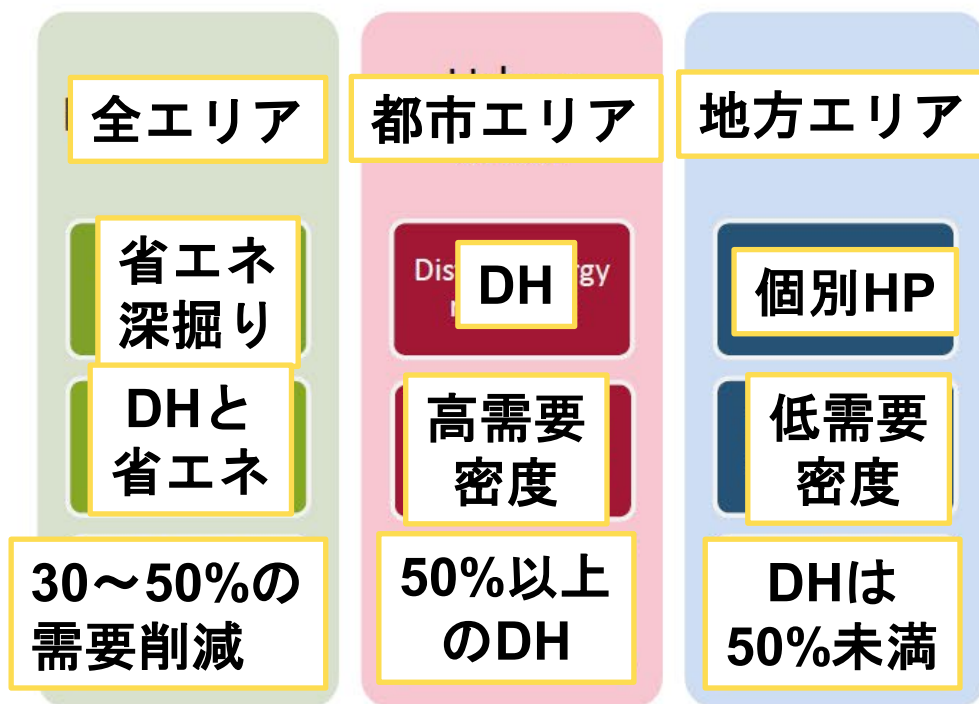 全エリア
省エネ
深掘り
DHと
省エネ
30～50%の
需要削減
都市エリア
DH
高需要
密度
50%以上
のDH
地方エリア
個別HP
低需要
密度
DHは
50%未満